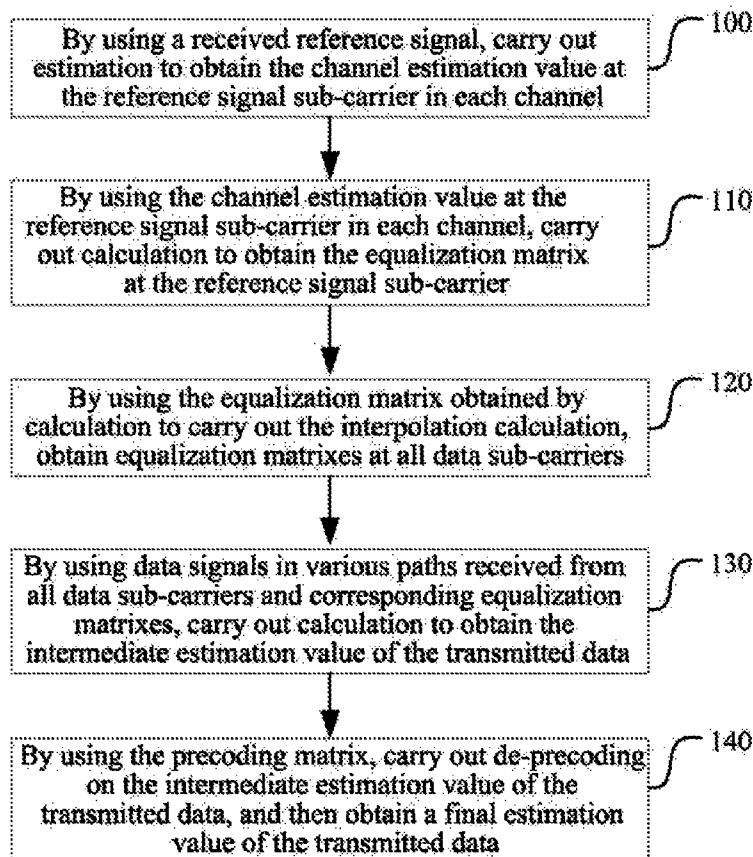 By using a received reference signal, carry out
estimation to obtain the channel estimation value at
the reference signal sub-carrier in each channel
100
By using the channel estimation value at the
reference signal sub-carrier in each channel, carry
out calculation to obtain the equalization matrix
at the reference signal sub-carrier
110
By using the equalization matrix obtained by
calculation to carry out the interpolation calculation,
obtain equalization matrixes at all data sub-carriers
120
By using data signals in various paths received from
all data sub-carriers and corresponding equalization
matrixes, carry out calculation to obtain the
intermediate estimation value of the transmitted data
130
By using the precoding matrix, carry out de-precoding
on the intermediate estimation value of the
transmitted data, and then obtain a final estimation
value of the transmitted data
140